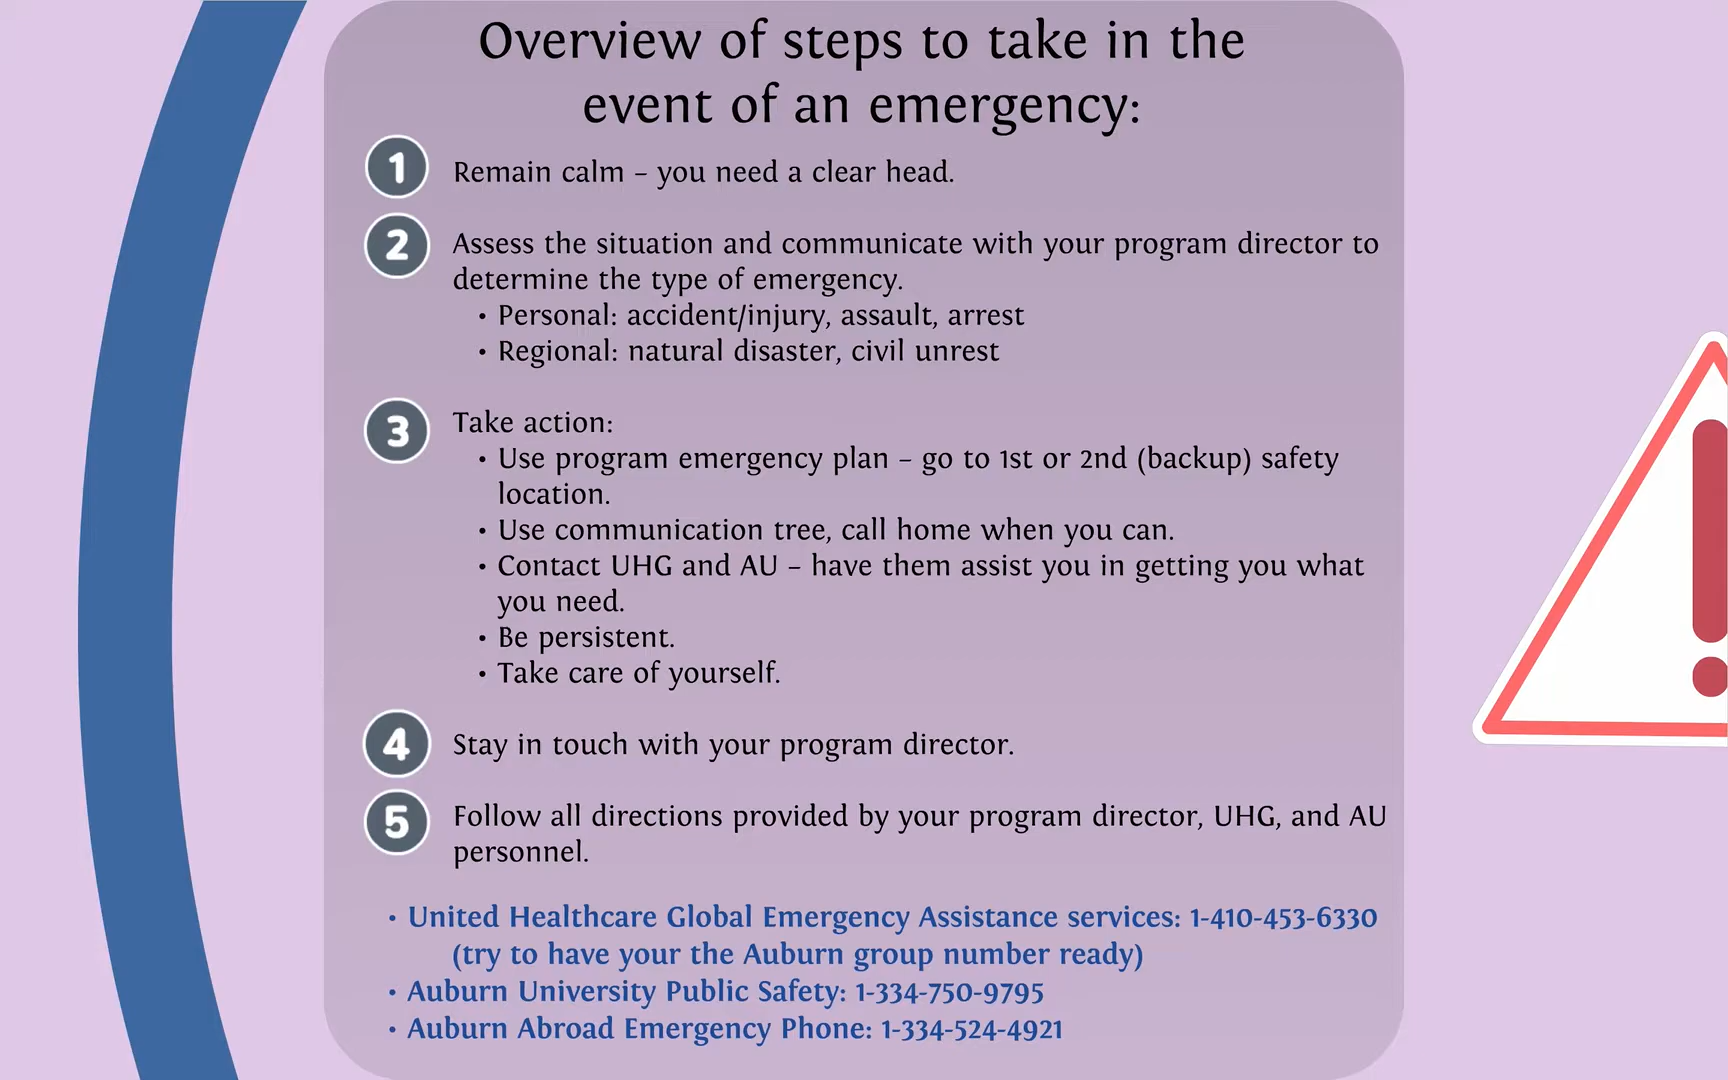 Overview of steps to take in the
event of an emergency:
1 Remain calm – you need a clear head.
2 Assess the situation and communicate with your program director to
determine the type of emergency.
• Personal: accident/injury, assault, arrest
• Regional: natural disaster, civil unrest
3 Take action:
• Use program emergency plan – go to 1st or 2nd (backup) safety
location.
• Use communication tree, call home when you can.
• Contact UHG and AU – have them assist you in getting you what
you need.
• Be persistent.
• Take care of yourself.
4 Stay in touch with your program director.
5 Follow all directions provided by your program director, UHG, and AU
personnel.
• United Healthcare Global Emergency Assistance services: 1-410-453-6330
(try to have your the Auburn group number ready)
• Auburn University Public Safety: 1-334-750-9795
• Auburn Abroad Emergency Phone: 1-334-524-4921